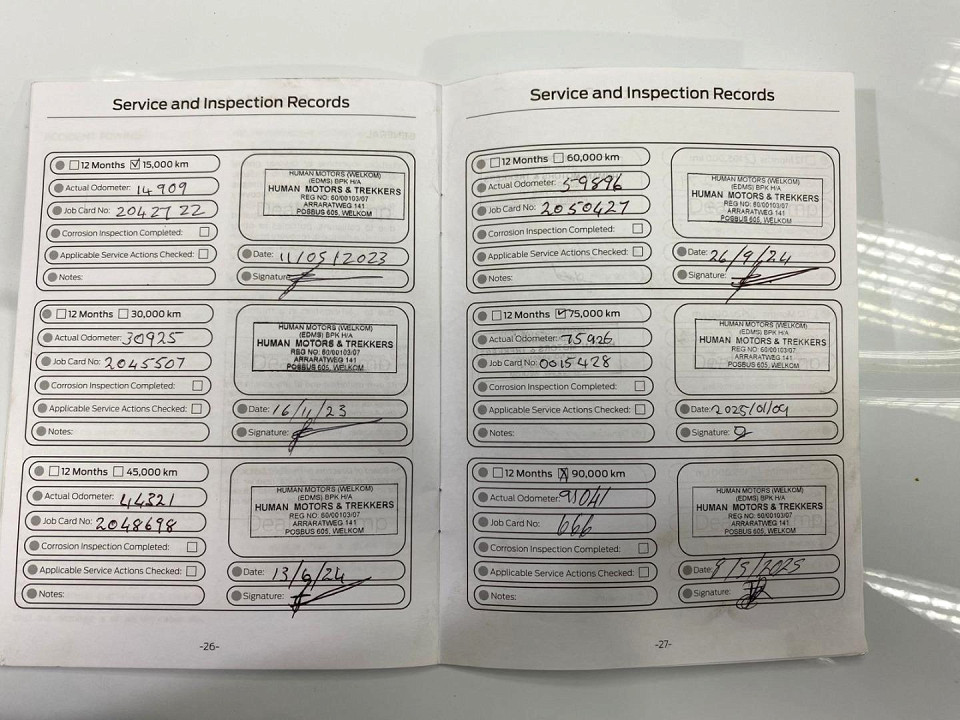 Service and Inspection Records
12 Months ☑ 15,000 km
Actual Odometer: 14909
Job Card No: 2042722
Corrosion Inspection Completed:
Applicable Service Actions Checked:
Notes:
HUMAN MOTORS (WELKOM)
(EDMS) BPK H/A
HUMAN MOTORS & TREKKERS
REG NO: 60/00103/07
ARRARATWEG 141
POSBUS 605, WELKOM
Date: 11/05/2023
Signature:
12 Months 30,000 km
Actual Odometer: 30925
Job Card No: 2045507
Corrosion Inspection Completed:
Applicable Service Actions Checked:
Notes:
HUMAN MOTORS (WELKOM)
(EDMS) BPK H/A
HUMAN MOTORS & TREKKERS
REG NO: 60/00103/07
ARRARATWEG 141
POSBUS 605, WELKOM
Date: 16/11/23
Signature:
12 Months 45,000 km
Actual Odometer: 44321
Job Card No: 2048698
Corrosion Inspection Completed:
Applicable Service Actions Checked:
Notes:
HUMAN MOTORS (WELKOM)
(EDMS) BPK H/A
HUMAN MOTORS & TREKKERS
REG NO: 60/00103/07
ARRARATWEG 141
POSBUS 605, WELKOM
Date: 13/6/24
Signature:
-26-
Service and Inspection Records
12 Months 60,000 km
Actual Odometer: 59896
Job Card No: 2050427
Corrosion Inspection Completed:
Applicable Service Actions Checked:
Notes:
HUMAN MOTORS (WELKOM)
(EDMS) BPK H/A
HUMAN MOTORS & TREKKERS
REG NO: 60/00103/07
ARRARATWEG 141
POSBUS 605, WELKOM
Date: 26/9/24
Signature:
12 Months ☑ 75,000 km
Actual Odometer: 75926
Job Card No: 0015428
Corrosion Inspection Completed:
Applicable Service Actions Checked:
Notes:
HUMAN MOTORS (WELKOM)
(EDMS) BPK H/A
HUMAN MOTORS & TREKKERS
REG NO: 60/00103/07
ARRARATWEG 141
POSBUS 605, WELKOM
Date: 2025/01/09
Signature:
12 Months ☒ 90,000 km
Actual Odometer: 91041
Job Card No: 666
Corrosion Inspection Completed:
Applicable Service Actions Checked:
Notes:
HUMAN MOTORS (WELKOM)
(EDMS) BPK H/A
HUMAN MOTORS & TREKKERS
REG NO: 60/00103/07
ARRARATWEG 141
POSBUS 605, WELKOM
Date: 9/5/2025
Signature:
-27-